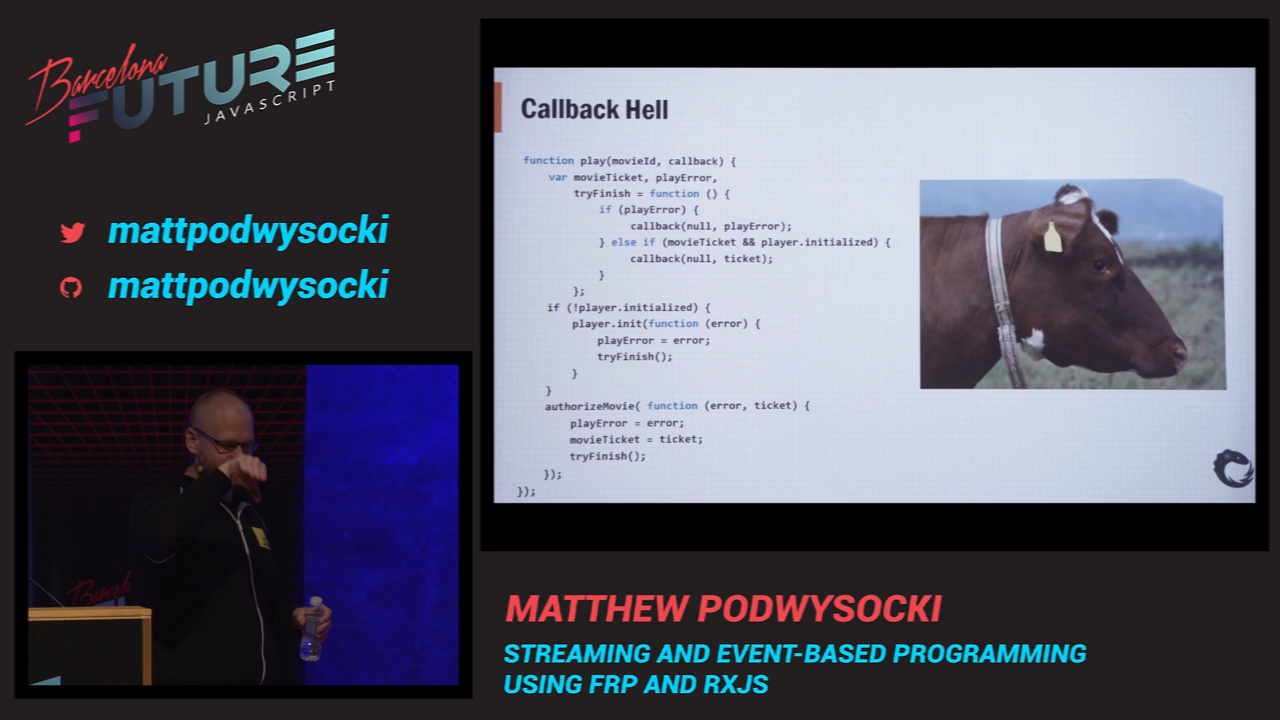 Barcelona
FUTURE
JAVASCRIPT
mattpodwysocki
mattpodwysocki
Callback Hell
function play(movieId, callback) {
var movieTicket, playError,
tryFinish = function () {
if (playError) {
callback(null, playError);
} else if (movieTicket && player.initialized) {
callback(null, ticket);
}
};
if (!player.initialized) {
player.init(function (error) {
playError = error;
tryFinish();
}
}
authorizeMovie( function (error, ticket) {
playError = error;
movieTicket = ticket;
tryFinish();
});
});
MATTHEW PODWYSOCKI
STREAMING AND EVENT-BASED PROGRAMMING
USING FRP AND RXJS